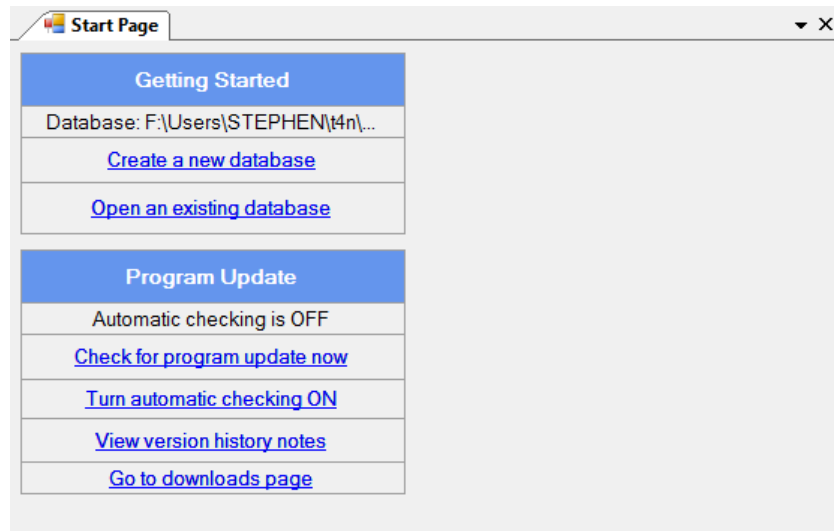 Start Page
Getting Started
Database: F:\Users\STEPHEN\t4n\...
Create a new database
Open an existing database
Program Update
Automatic checking is OFF
Check for program update now
Turn automatic checking ON
View version history notes
Go to downloads page